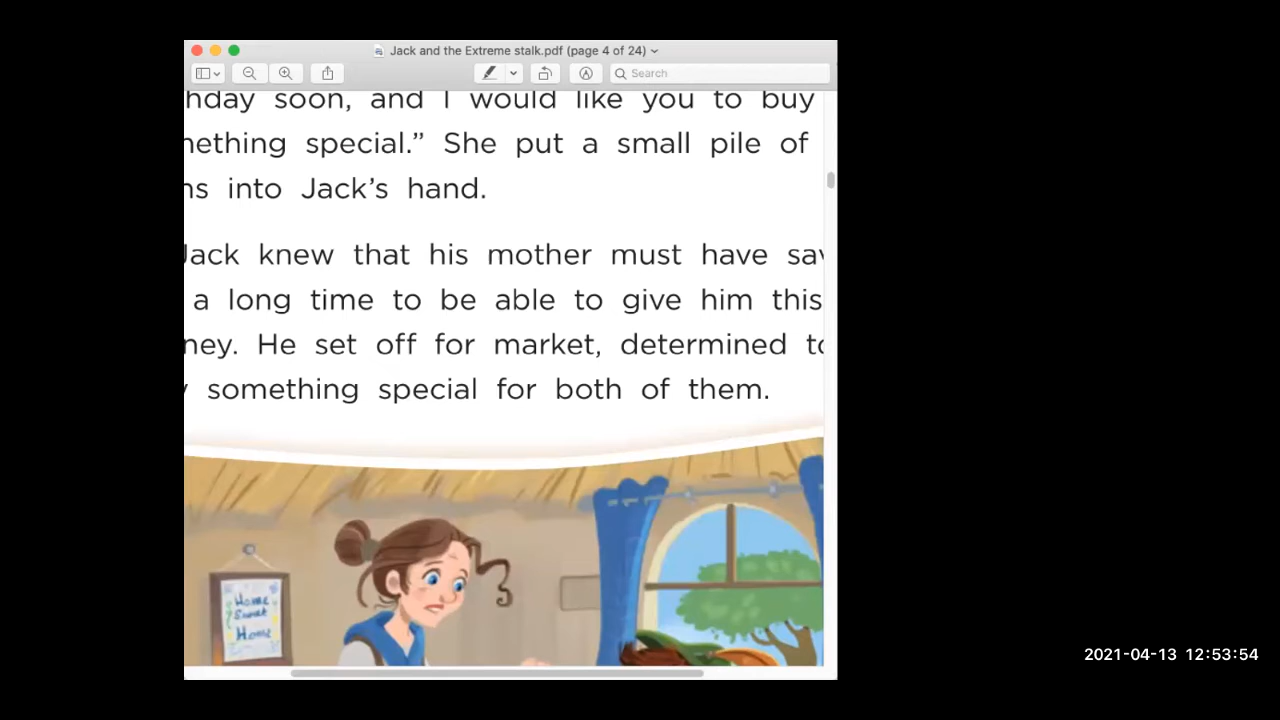 Jack and the Extreme stalk.pdf (page 4 of 24)
Search
hday soon, and I would like you to buy
nething special.” She put a small pile of
ns into Jack’s hand.
Jack knew that his mother must have sav
a long time to be able to give him this
ney. He set off for market, determined to
something special for both of them.
Home
Sweet
Home
2021-04-13 12:53:54